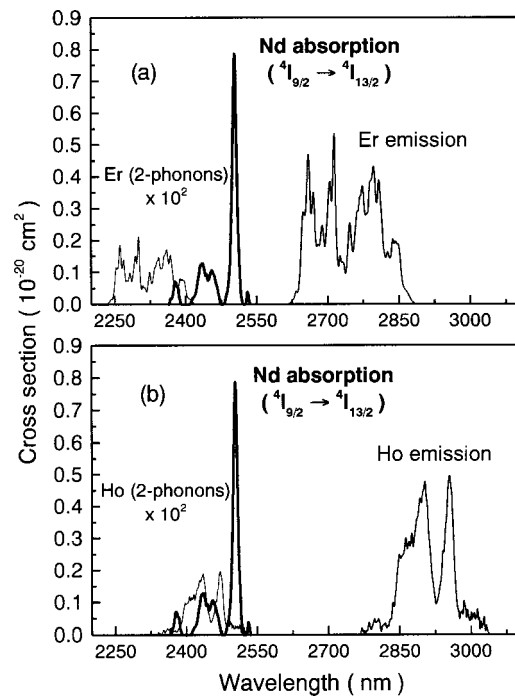 0.9
0.8
0.7
0.6
0.5
0.4
0.3
0.2
0.1
0.0
(a)
Nd absorption
( ⁴I₉/₂ → ⁴I₁₃/₂ )
Er emission
Er (2-phonons)
x 10²
2250 2400 2550 2700 2850 3000
Cross section ( 10⁻²⁰ cm² )
0.9
0.8
0.7
0.6
0.5
0.4
0.3
0.2
0.1
0.0
(b)
Nd absorption
( ⁴I₉/₂ → ⁴I₁₃/₂ )
Ho emission
Ho (2-phonons)
x 10²
2250 2400 2550 2700 2850 3000
Wavelength ( nm )